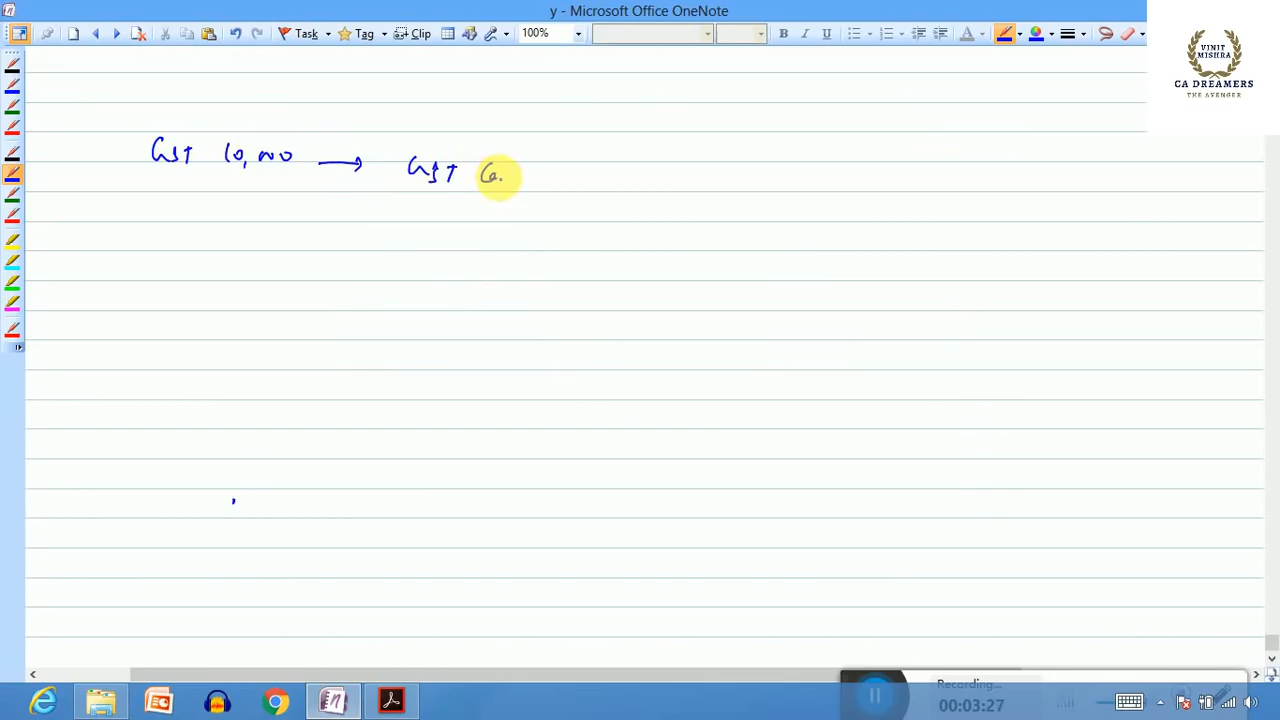 y - Microsoft Office OneNote
Task Tag Clip 100% B I U A
VINIT
MISHRA
CA DREAMERS
THE AVENGER
GST 10,000 → GST
Recording...
00:03:27